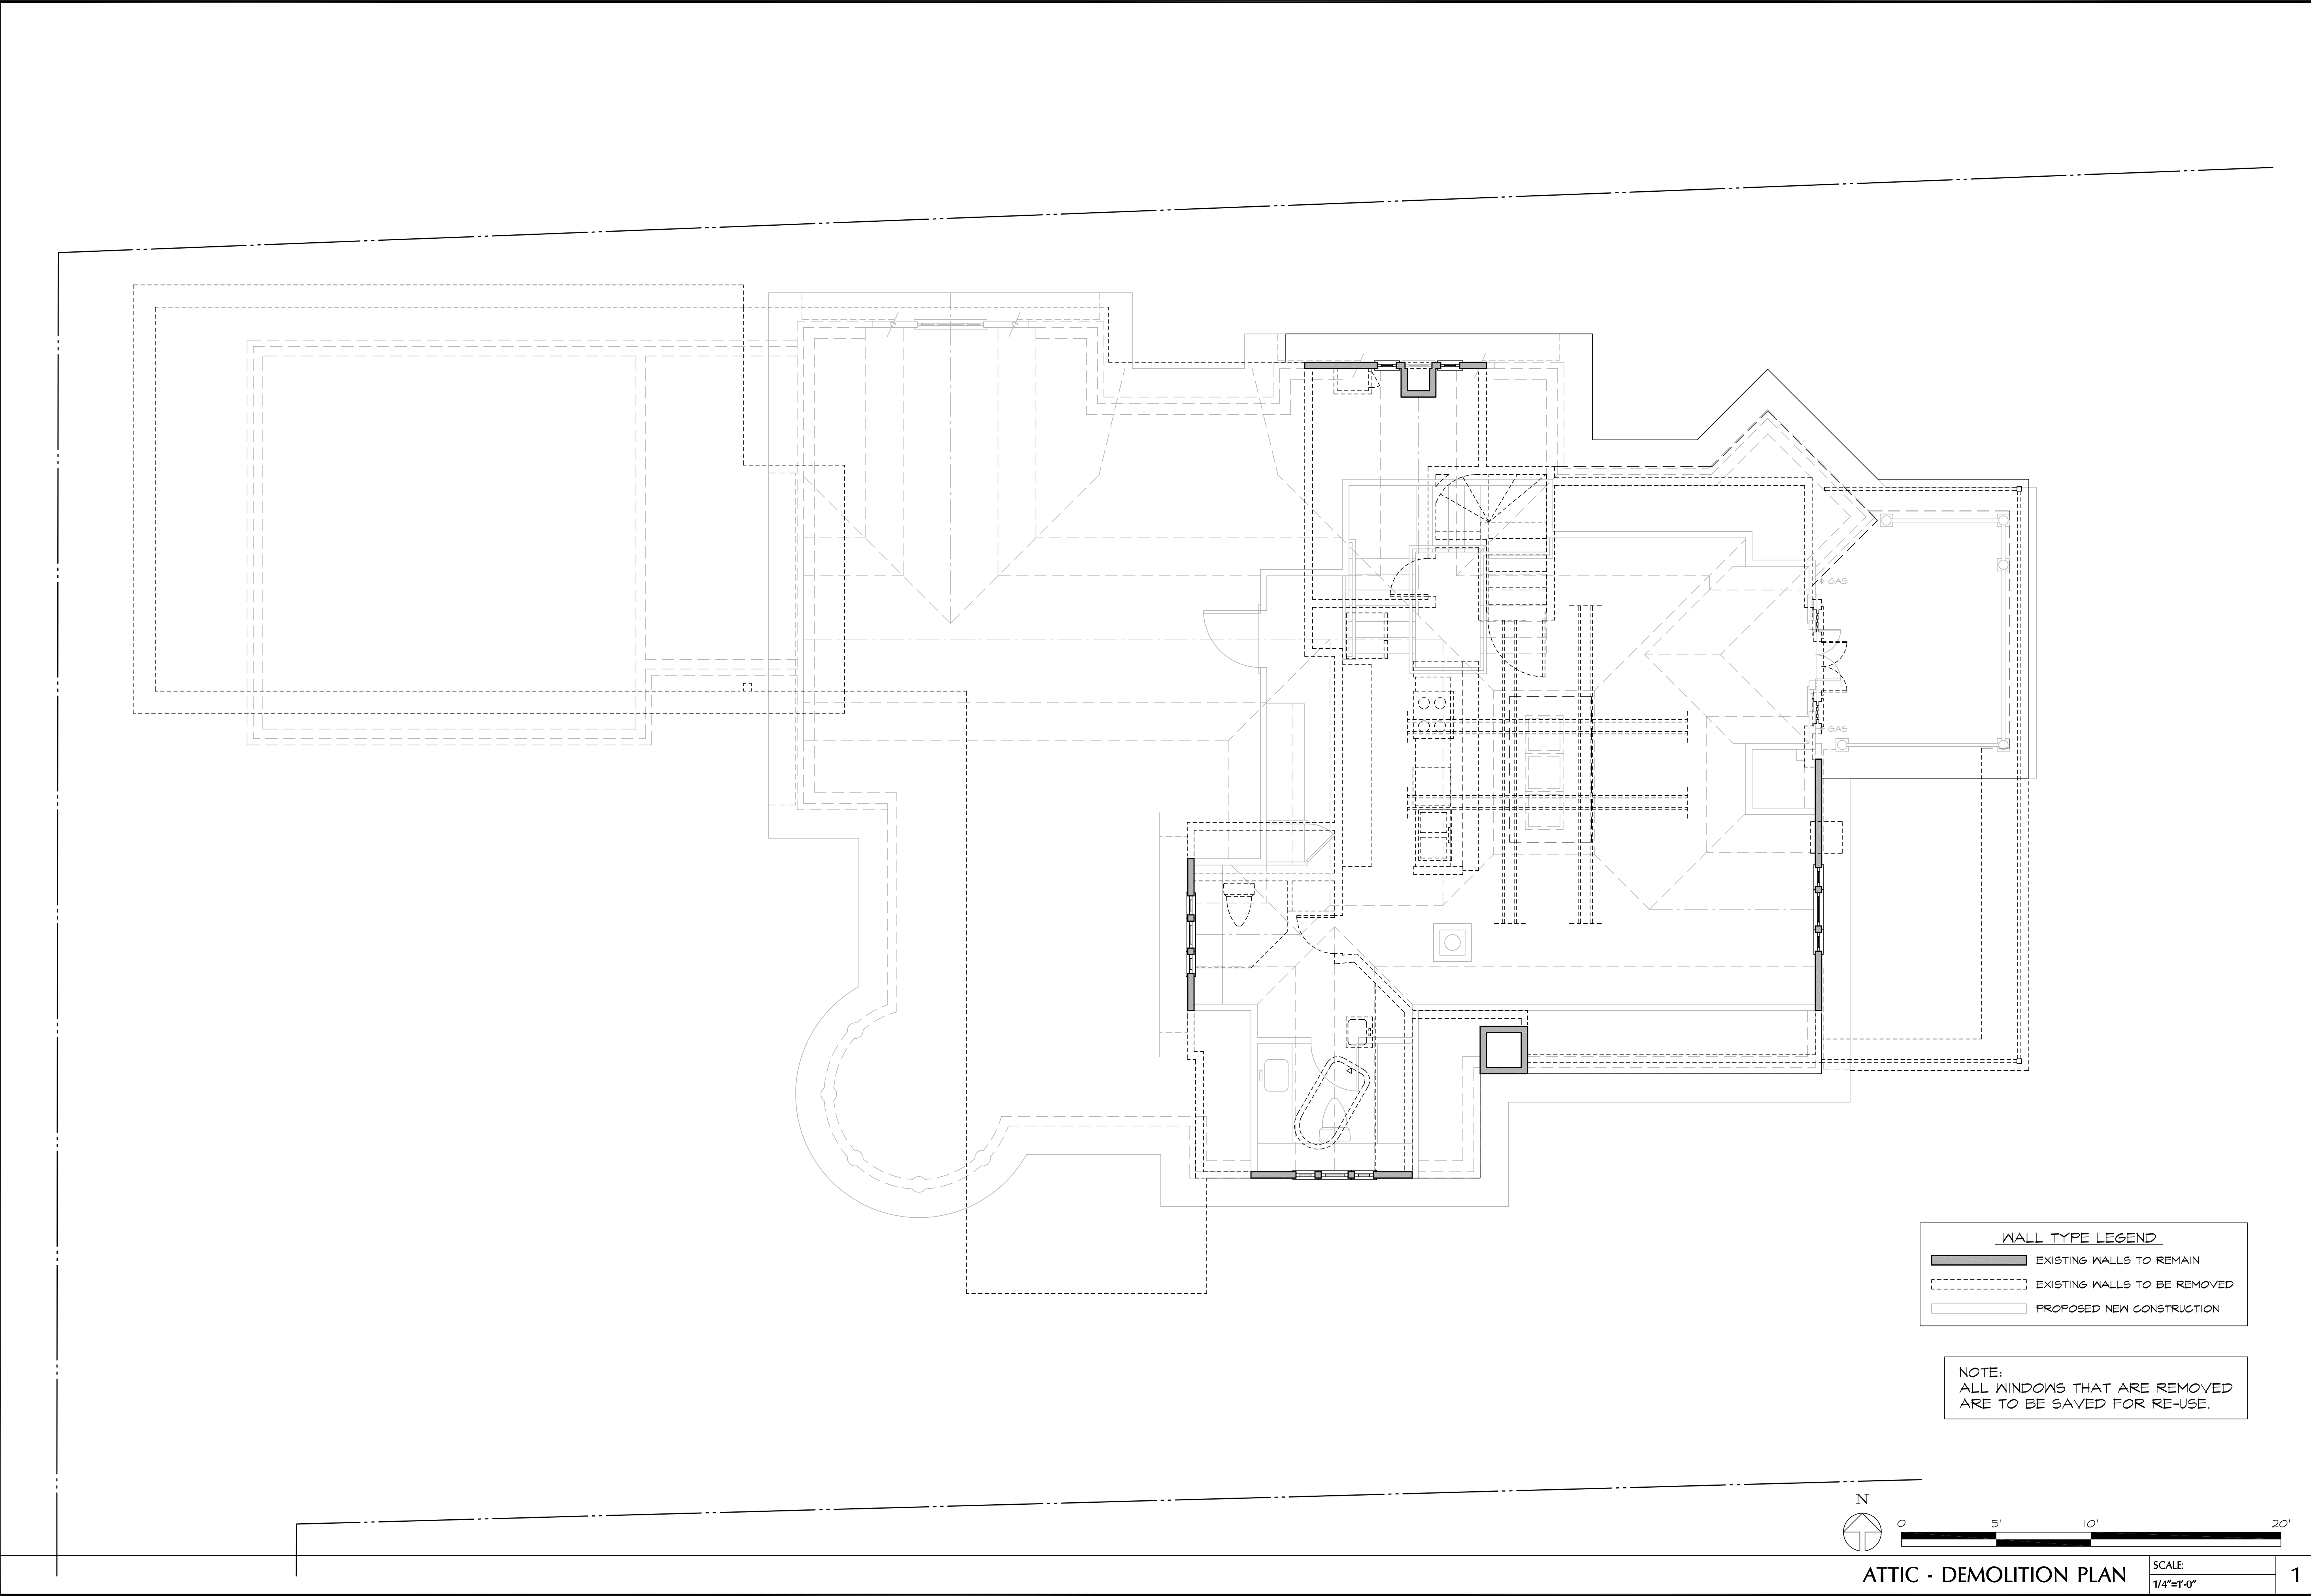 GAS
GAS
WALL TYPE LEGEND
EXISTING WALLS TO REMAIN
EXISTING WALLS TO BE REMOVED
PROPOSED NEW CONSTRUCTION
NOTE:
ALL WINDOWS THAT ARE REMOVED
ARE TO BE SAVED FOR RE-USE.
N
0 5' 10' 20'
ATTIC - DEMOLITION PLAN
SCALE:
1/4"=1'-0"
1